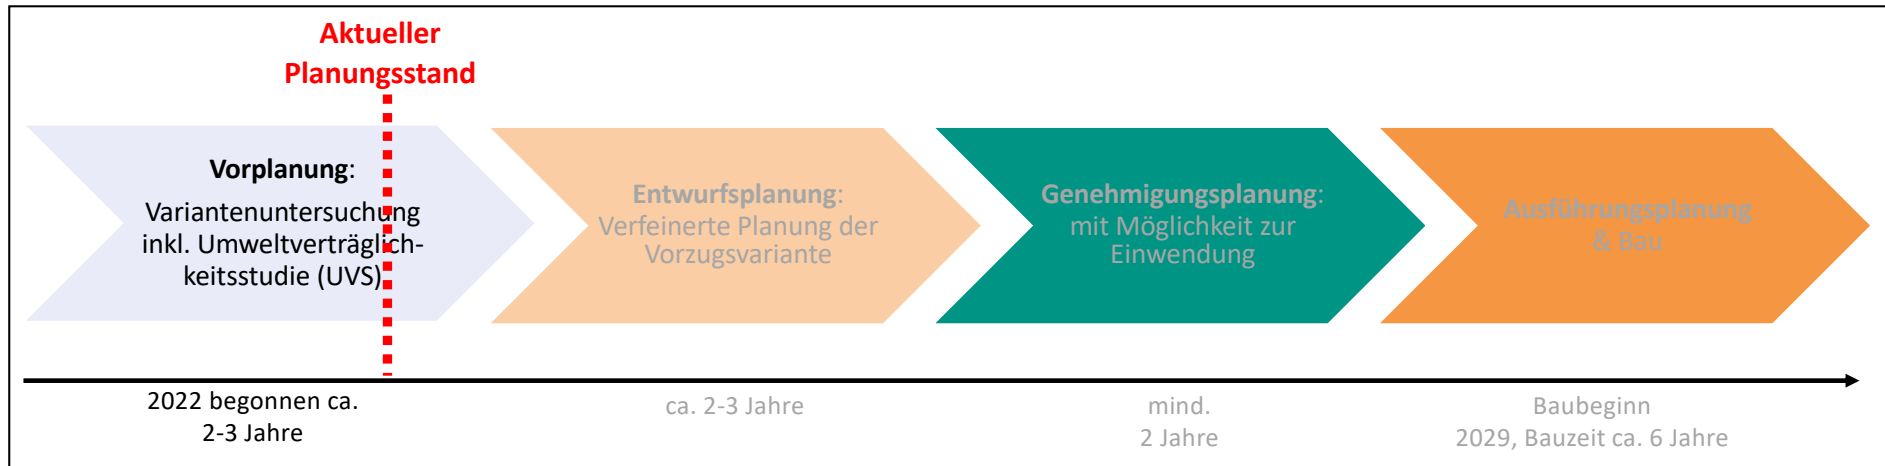 Aktueller
Planungsstand
Vorplanung:
Variantenuntersuchung
inkl. Umweltverträglich-
keitsstudie (UVS)
Entwurfsplanung:
Verfeinerte Planung der
Vorzugsvariante
Genehmigungsplanung:
mit Möglichkeit zur
Einwendung
Ausführungsplanung
& Bau
2022 begonnen ca.
2-3 Jahre
ca. 2-3 Jahre
mind.
2 Jahre
Baubeginn
2029, Bauzeit ca. 6 Jahre